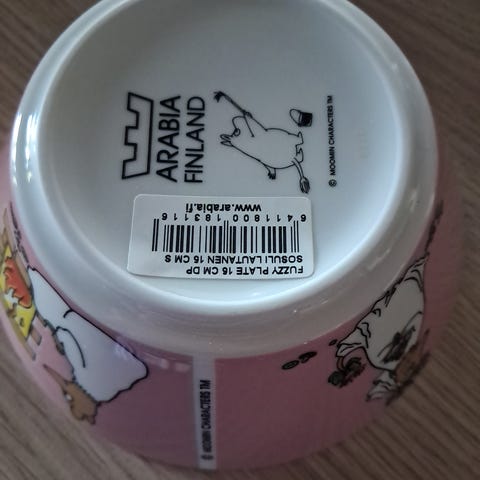 ARABIA
FINLAND
© MOOMIN CHARACTERS TM
FUZZY PLATE 15 CM DP
SOSULI LAUTANEN 15 CM S
6 411800 183116
www.arabia.fi
© MOOMIN CHARACTERS TM